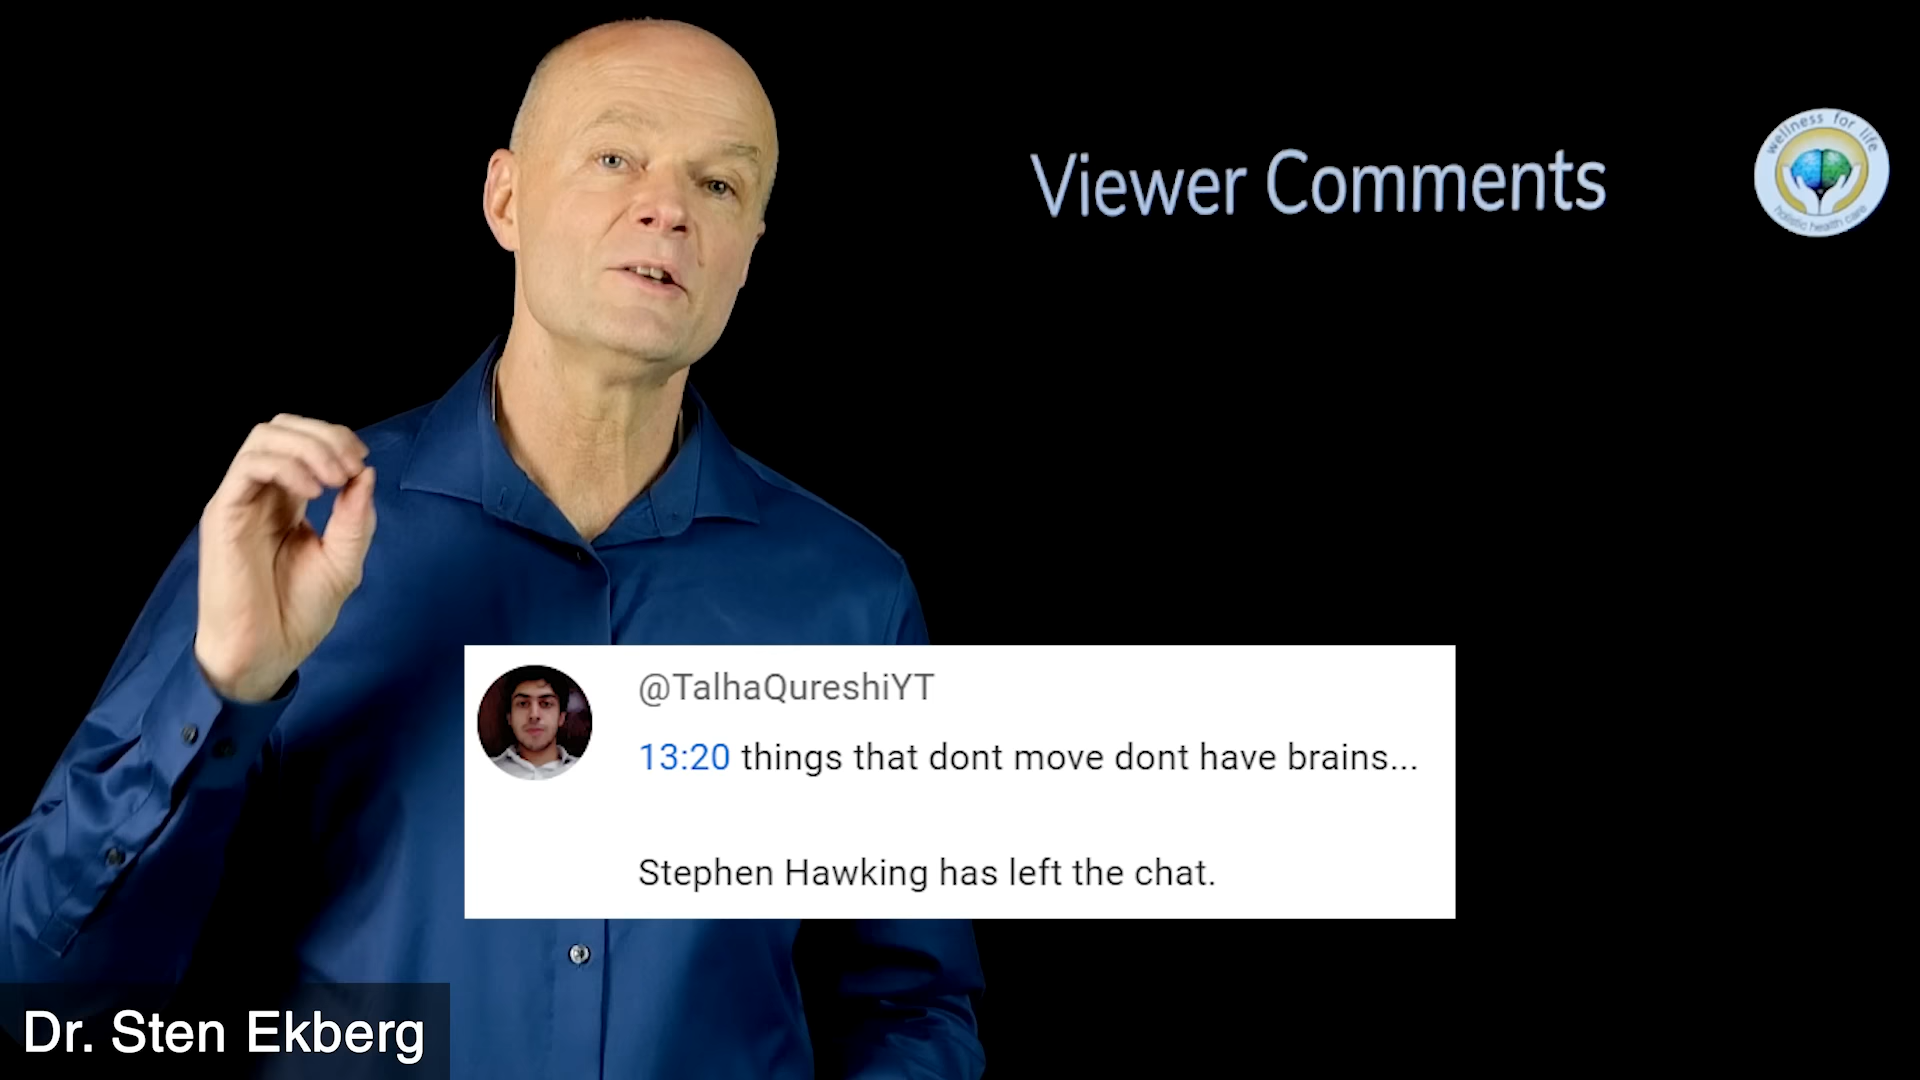 Viewer Comments
wellness for life
holistic health care
@TalhaQureshiYT
13:20 things that dont move dont have brains...
Stephen Hawking has left the chat.
Dr. Sten Ekberg